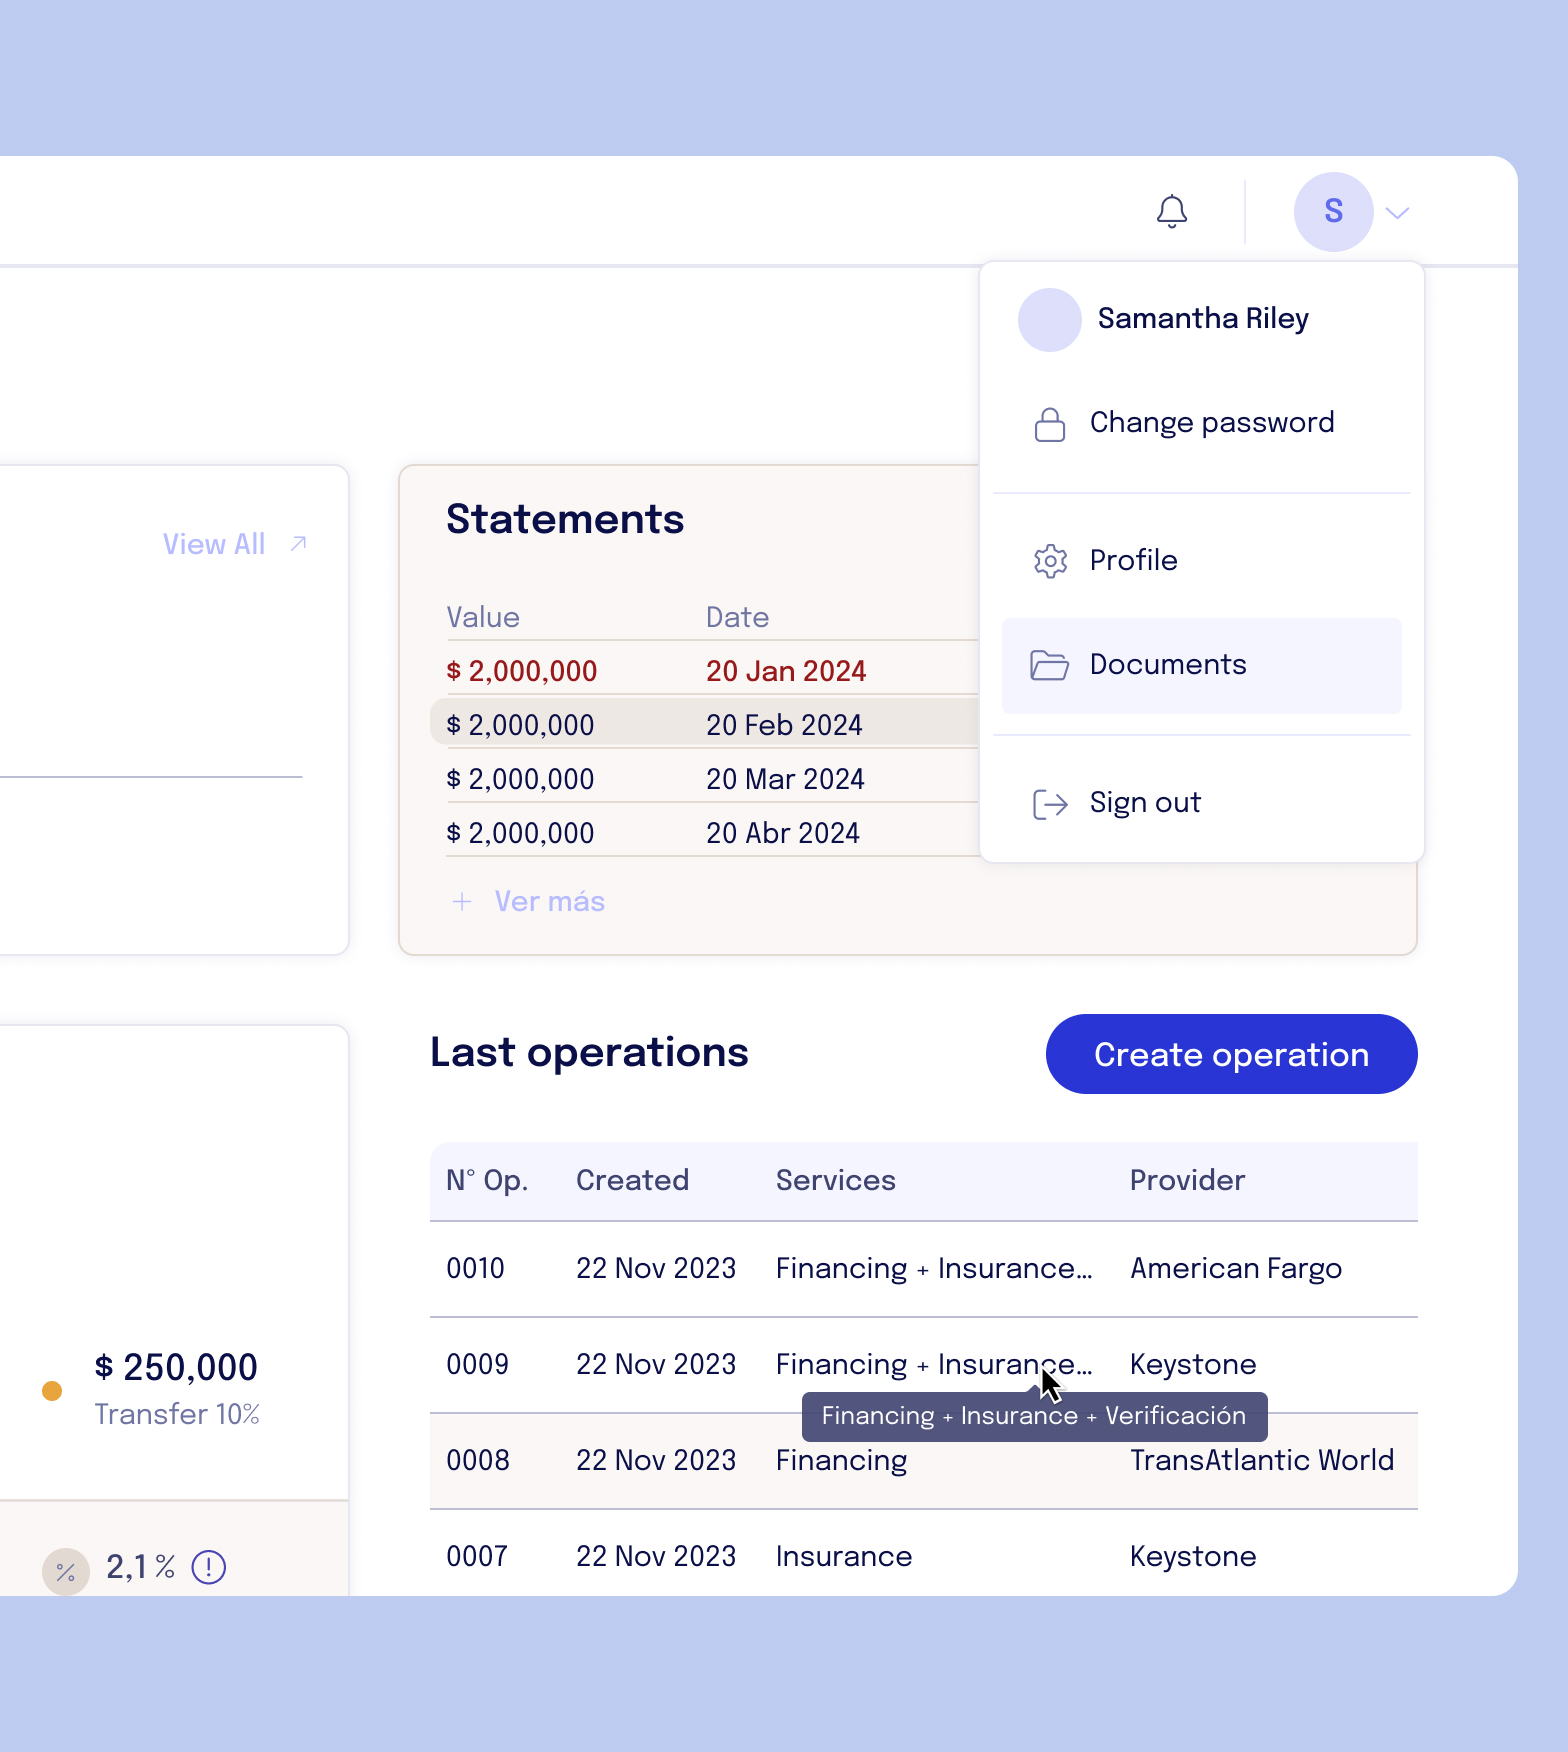 S
Samantha Riley
Change password
Profile
Documents
Sign out
View All
Statements
Value Date
$ 2,000,000 20 Jan 2024
$ 2,000,000 20 Feb 2024
$ 2,000,000 20 Mar 2024
$ 2,000,000 20 Abr 2024
+ Ver más
Last operations
Create operation
N° Op. Created Services Provider
0010 22 Nov 2023 Financing + Insurance... American Fargo
0009 22 Nov 2023 Financing + Insurance... Keystone
Financing + Insurance + Verificación
0008 22 Nov 2023 Financing TransAtlantic World
0007 22 Nov 2023 Insurance Keystone
$ 250,000
Transfer 10%
% 2,1 %